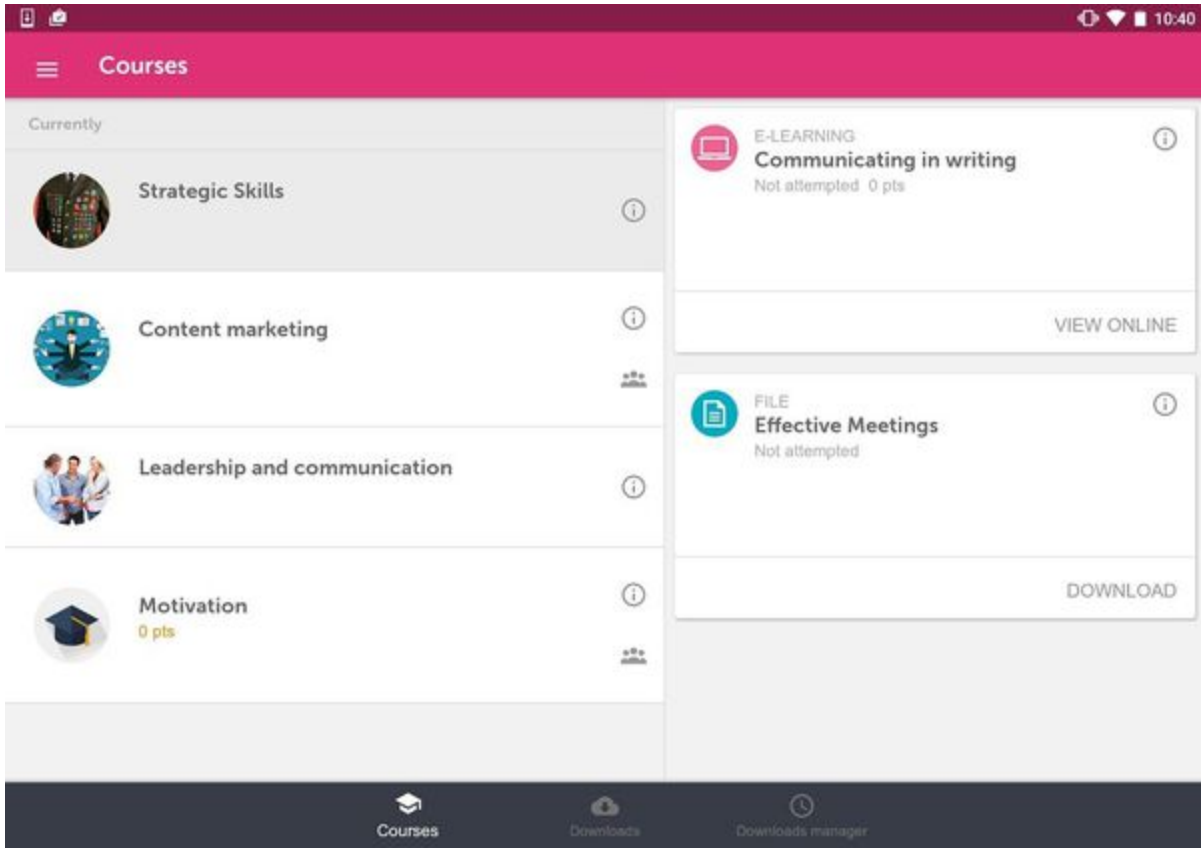 10:40
Courses
Currently
Strategic Skills
Content marketing
Leadership and communication
Motivation
0 pts
E-LEARNING
Communicating in writing
Not attempted 0 pts
VIEW ONLINE
FILE
Effective Meetings
Not attempted
DOWNLOAD
Courses
Downloads
Downloads manager